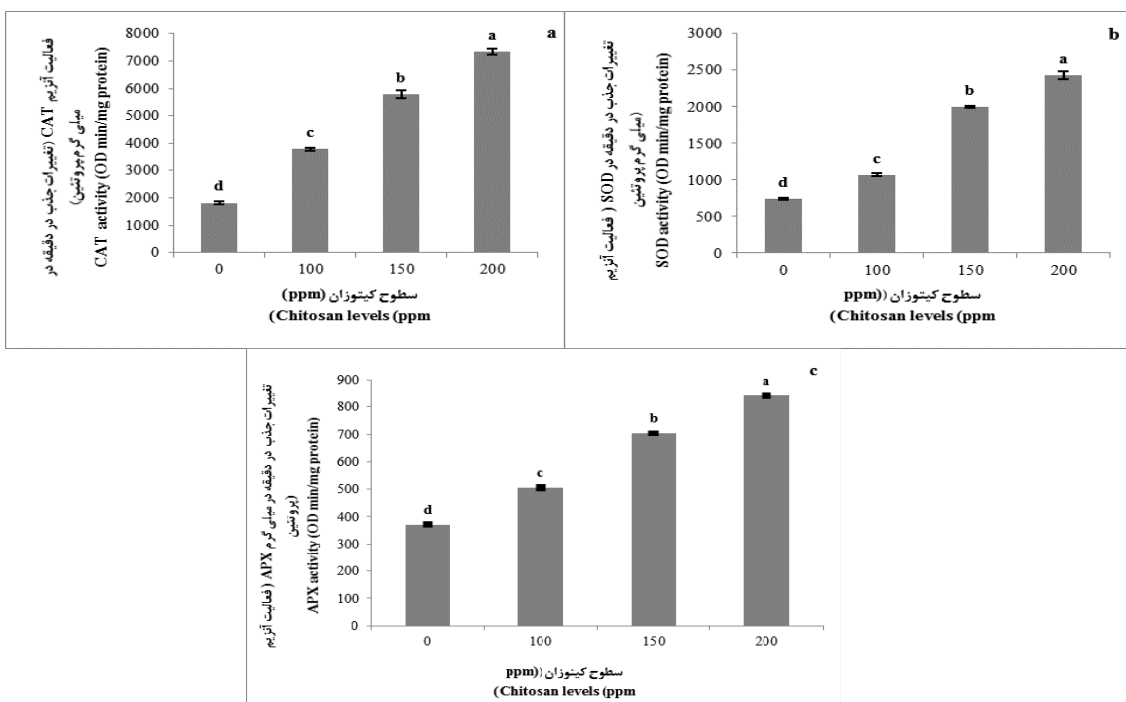 a
فعالیت آنزیم CAT (تغییرات جذب در دقیقه در
میلی گرم پروتئین)
CAT activity (OD min/mg protein)
8000
7000
6000
5000
4000
3000
2000
1000
0
d
c
b
a
0 100 150 200
سطوح کیتوزان (ppm)
(Chitosan levels (ppm
b
تغییرات جذب در دقیقه در SOD ( فعالیت آنزیم
(میلی گرم پروتئین
SOD activity (OD min/mg protein)
3000
2500
2000
1500
1000
500
0
d
c
b
a
0 100 150 200
سطوح کیتوزان ((ppm
(Chitosan levels (ppm
c
تغییرات جذب در دقیقه در میلی گرم APX (فعالیت آنزیم
(پروتئین
APX activity (OD min/mg protein)
900
800
700
600
500
400
300
200
100
0
d
c
b
a
0 100 150 200
سطوح کیتوزان ((ppm
(Chitosan levels (ppm